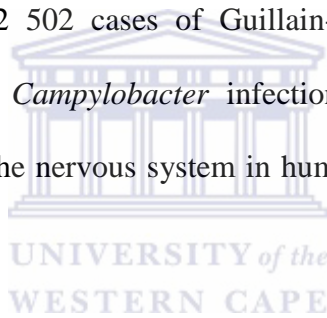 2 502 cases of Guillain-
Campylobacter infection
he nervous system in hum
UNIVERSITY of the
WESTERN CAPE